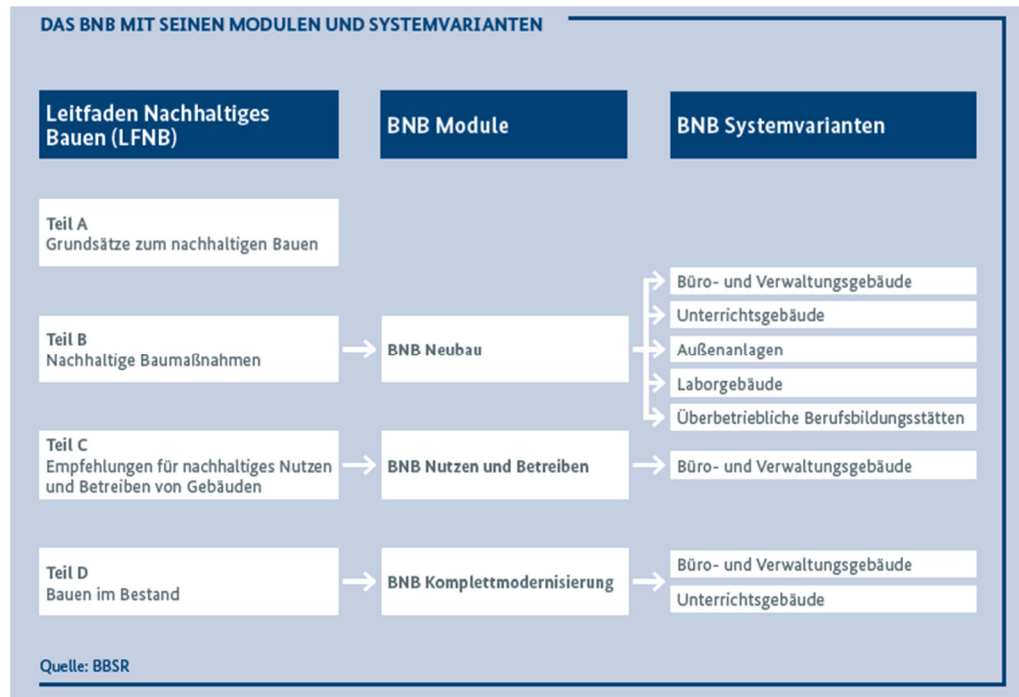 DAS BNB MIT SEINEN MODULEN UND SYSTEMVARIANTEN
Leitfaden Nachhaltiges
Bauen (LFNB)
BNB Module
BNB Systemvarianten
Teil A
Grundsätze zum nachhaltigen Bauen
Teil B
Nachhaltige Baumaßnahmen
BNB Neubau
Büro- und Verwaltungsgebäude
Unterrichtsgebäude
Außenanlagen
Laborgebäude
Überbetriebliche Berufsbildungsstätten
Teil C
Empfehlungen für nachhaltiges Nutzen
und Betreiben von Gebäuden
BNB Nutzen und Betreiben
Büro- und Verwaltungsgebäude
Teil D
Bauen im Bestand
BNB Komplettmodernisierung
Büro- und Verwaltungsgebäude
Unterrichtsgebäude
Quelle: BBSR